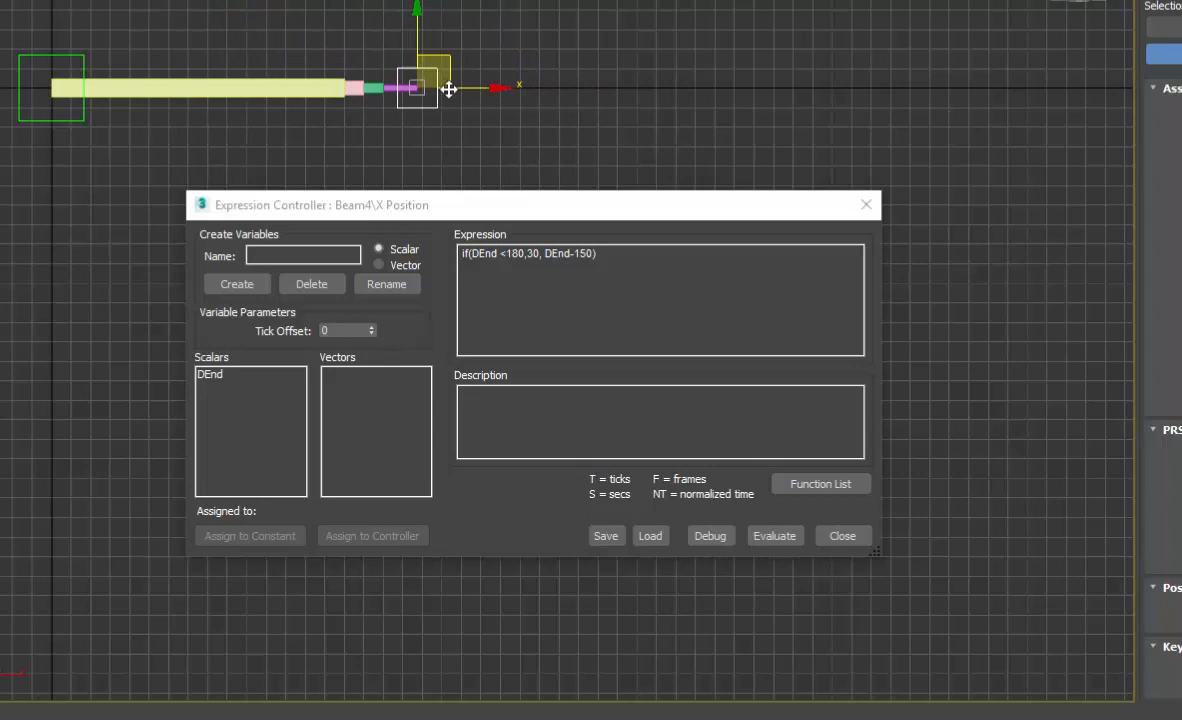 Selectio
x
Ass
Expression Controller : Beam4\X Position
Create Variables
Name:
Scalar
Vector
Create
Delete
Rename
Variable Parameters
Tick Offset:
0
Scalars
Vectors
DEnd
Assigned to:
Assign to Constant
Assign to Controller
Expression
if(DEnd <180,30, DEnd-150)
Description
T = ticks
F = frames
S = secs
NT = normalized time
Function List
Save
Load
Debug
Evaluate
Close
PRS
Pos
Key